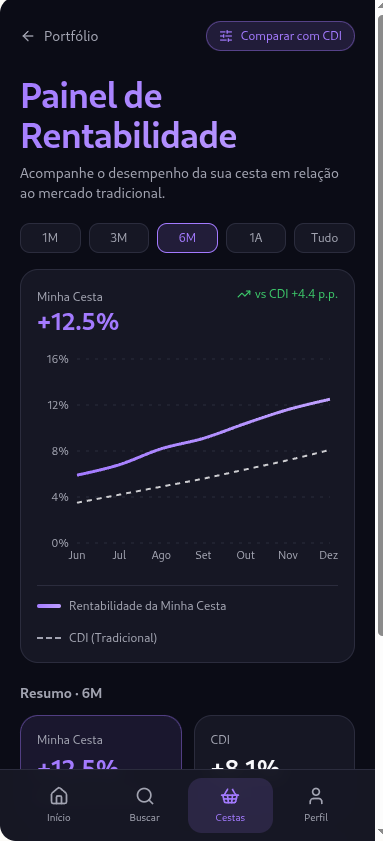 Portfólio
Comparar com CDI
Painel de
Rentabilidade
Acompanhe o desempenho da sua cesta em relação
ao mercado tradicional.
1M
3M
6M
1A
Tudo
Minha Cesta
vs CDI +4.4 p.p.
+12.5%
16%
12%
8%
4%
0%
Jun
Jul
Ago
Set
Out
Nov
Dez
Rentabilidade da Minha Cesta
CDI (Tradicional)
Resumo · 6M
Minha Cesta
CDI
+12.5%
+8.1%
Início
Buscar
Cestas
Perfil